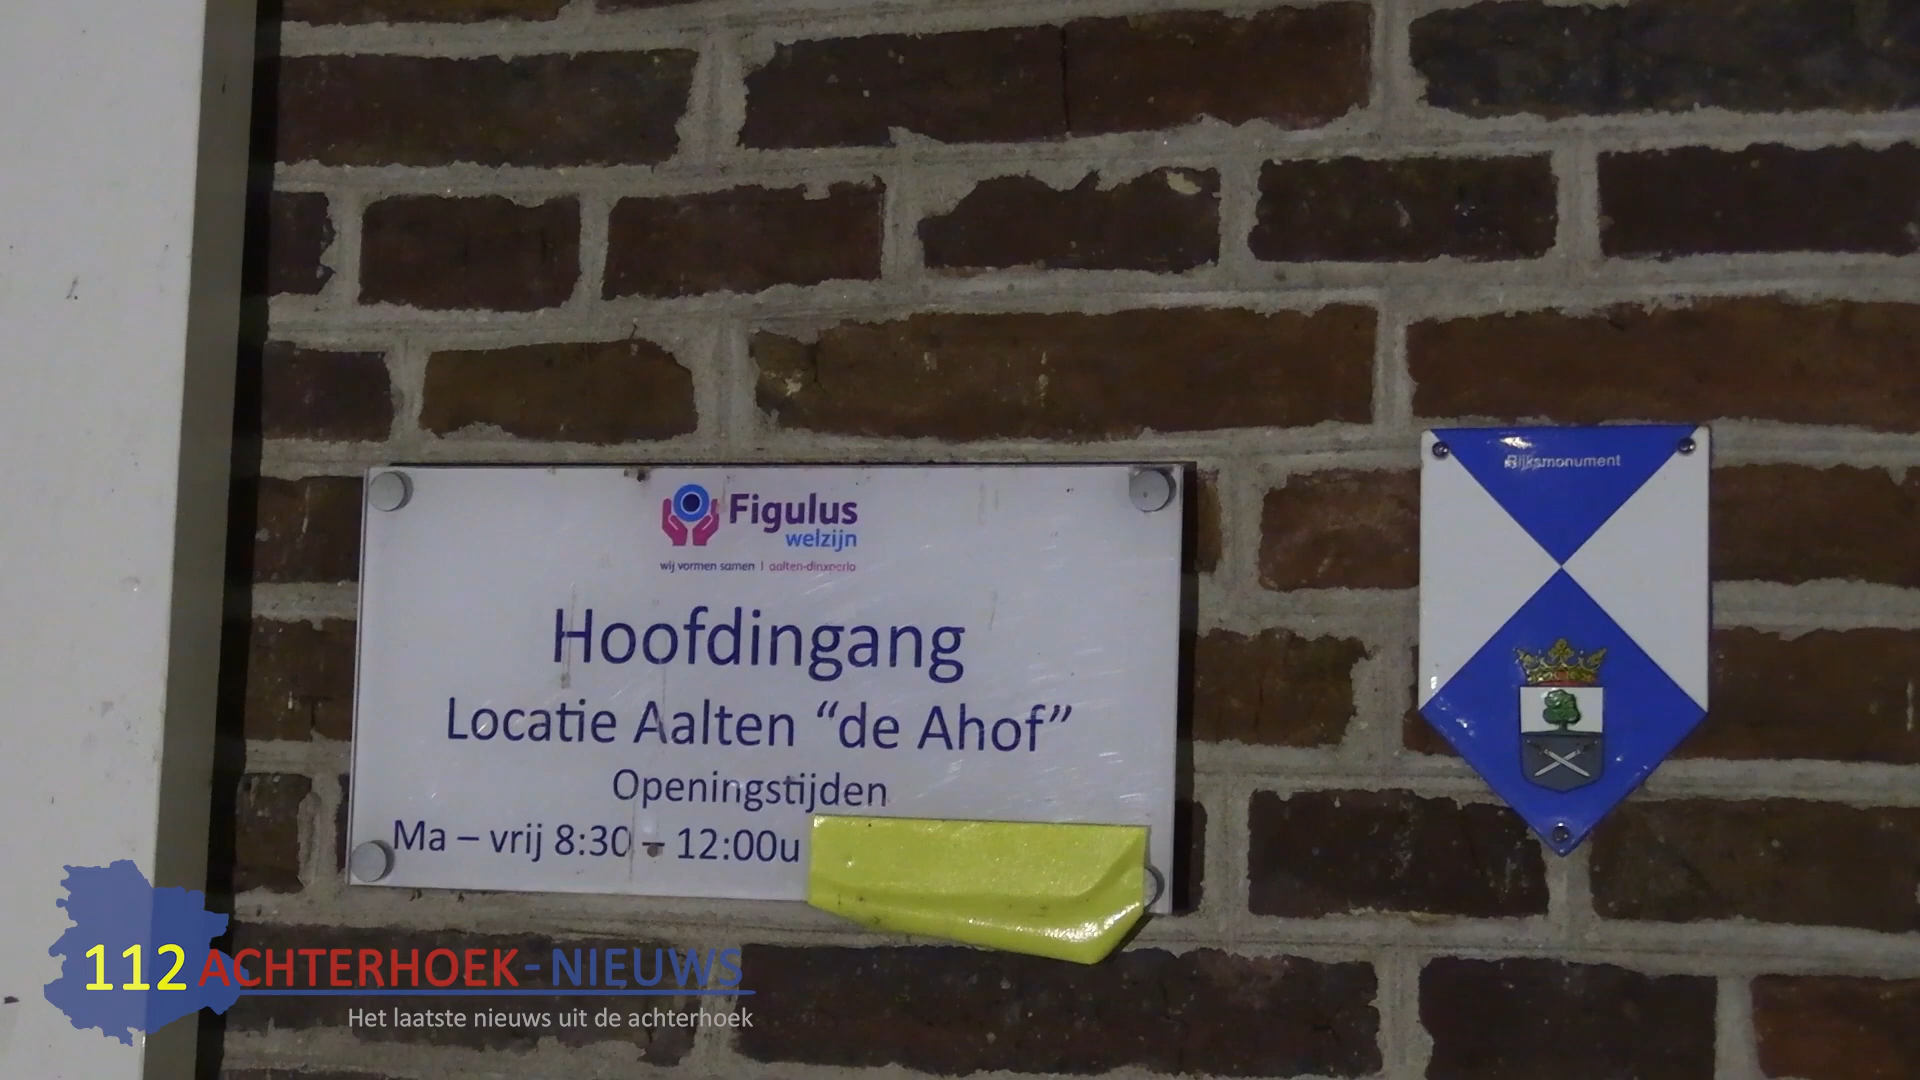 Rijksmonument
Figulus
welzijn
wij vormen samen | aalten-dinxperlo
Hoofdingang
Locatie Aalten “de Ahof”
Openingstijden
Ma – vrij 8:30 – 12:00u
112 ACHTERHOEK-NIEUWS
Het laatste nieuws uit de achterhoek